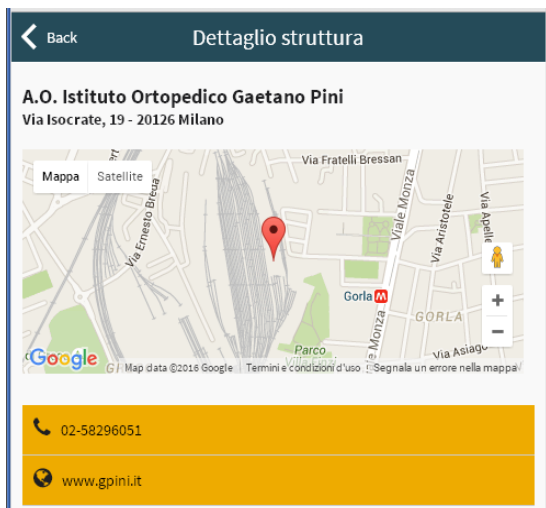 Back
Dettaglio struttura
A.O. Istituto Ortopedico Gaetano Pini
Via Isocrate, 19 - 20126 Milano
Mappa
Satellite
Via Fratelli Bressan
Via Ernesto Breda
Viale Monza
Via Aristotele
Via Apelle
Gorla M
GORLA
Parco
Via Asiago
Google
Map data ©2016 Google
Termini e condizioni d'uso
Segnala un errore nella mappa
02-58296051
www.gpini.it